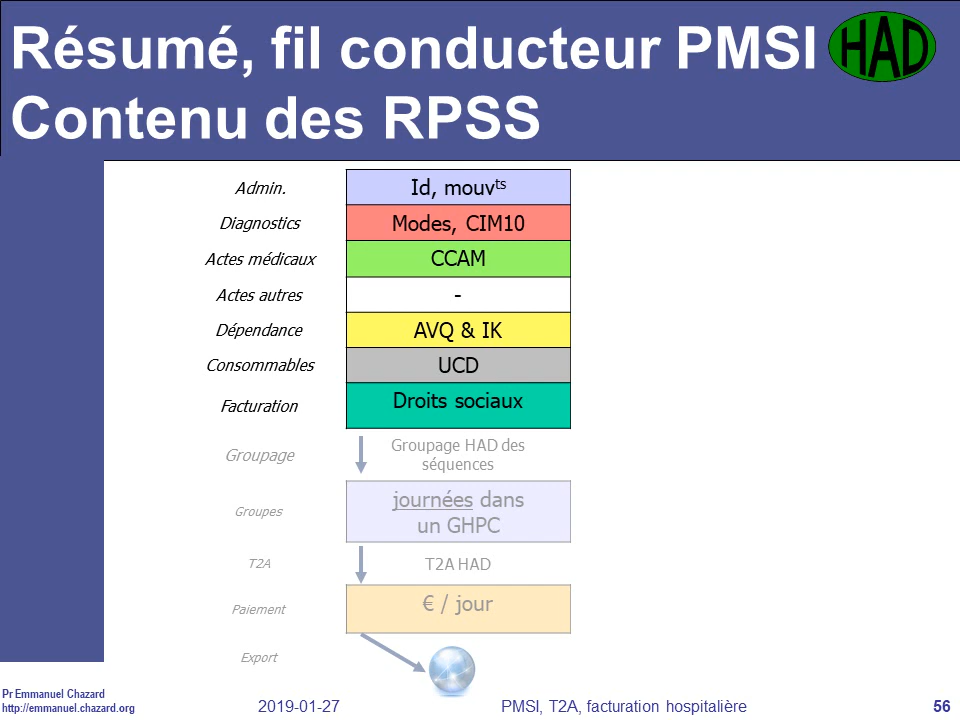 Résumé, fil conducteur PMSI
HAD
Contenu des RPSS
Admin.
Id, mouvts
Diagnostics
Modes, CIM10
Actes médicaux
CCAM
Actes autres
-
Dépendance
AVQ & IK
Consommables
UCD
Facturation
Droits sociaux
Groupage
Groupage HAD des
séquences
Groupes
journées dans
un GHPC
T2A
T2A HAD
Paiement
€ / jour
Export
Pr Emmanuel Chazard
http://emmanuel.chazard.org
2019-01-27
PMSI, T2A, facturation hospitalière
56